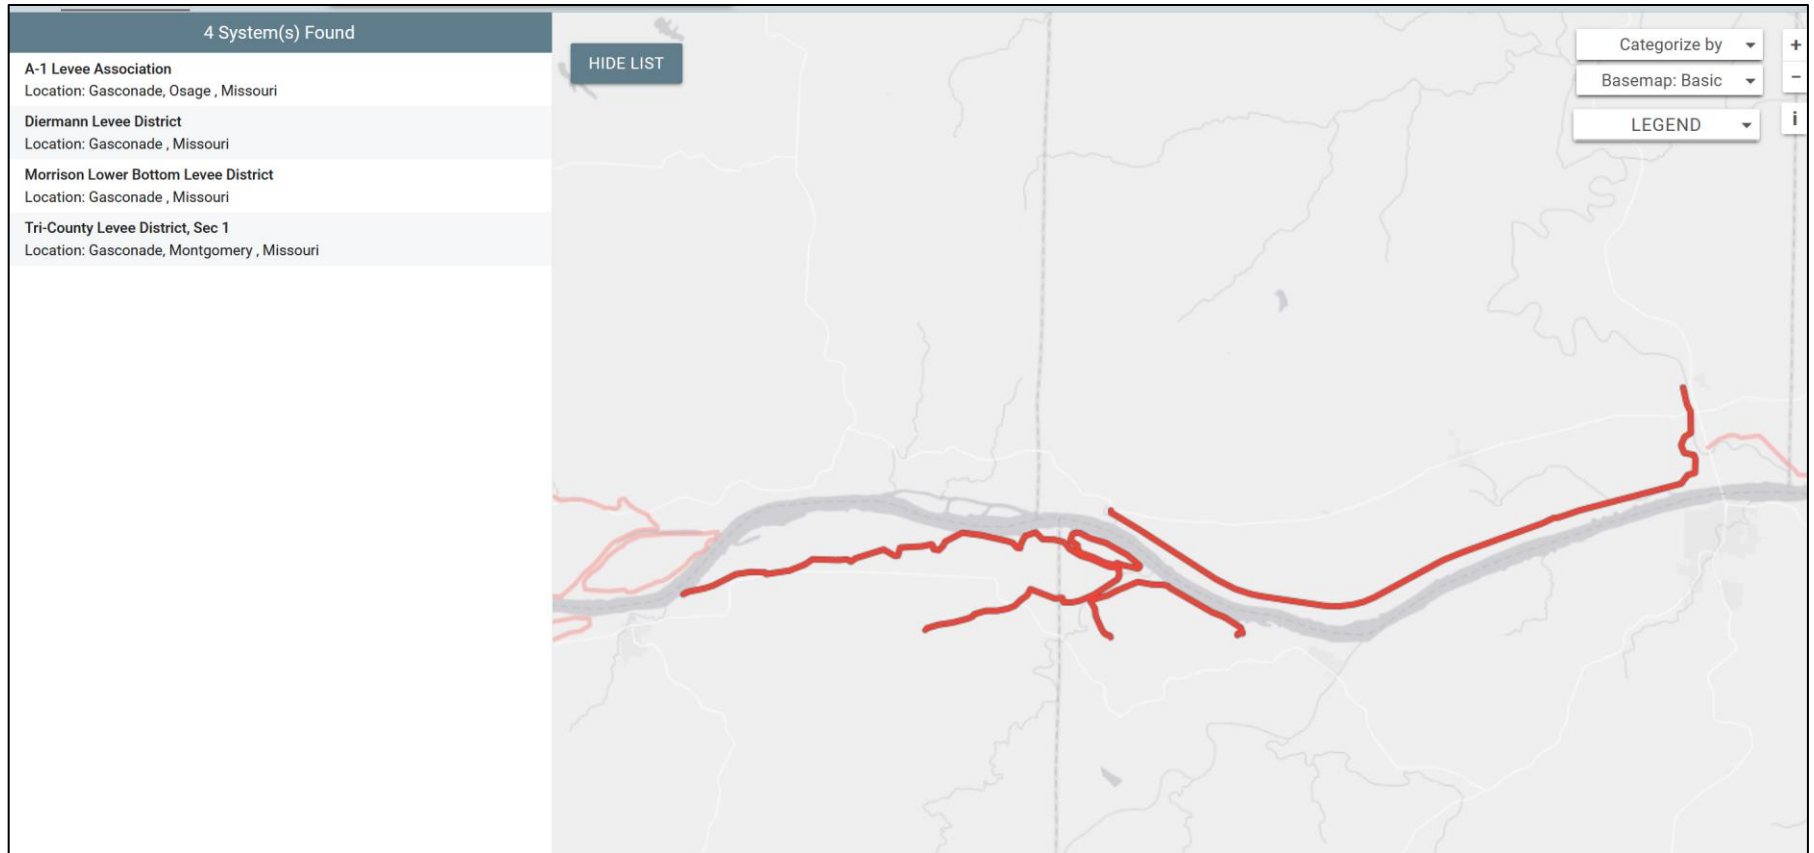 4 System(s) Found
A-1 Levee Association
Location: Gasconade, Osage , Missouri
Diermann Levee District
Location: Gasconade , Missouri
Morrison Lower Bottom Levee District
Location: Gasconade , Missouri
Tri-County Levee District, Sec 1
Location: Gasconade, Montgomery , Missouri
HIDE LIST
Categorize by
Basemap: Basic
LEGEND
+
−
i